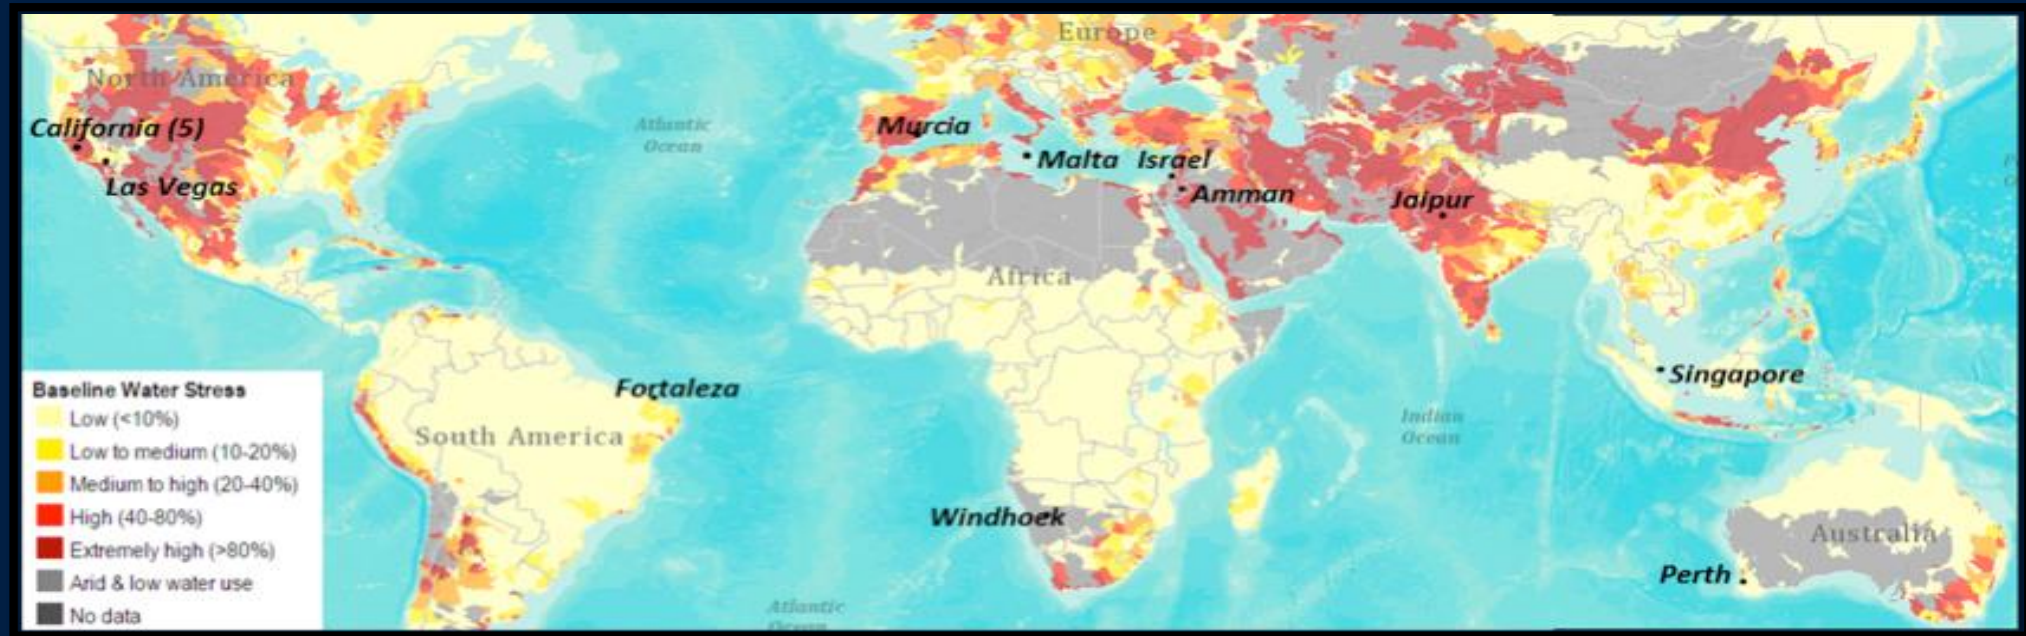 Europe
North America
California (5)
Las Vegas
Atlantic
Ocean
Murcia
Malta Israel
Amman
Jaipur
Africa
Fortaleza
South America
Singapore
Indian
Ocean
Windhoek
Australia
Perth
Atlantic
Ocean
Baseline Water Stress
Low (<10%)
Low to medium (10-20%)
Medium to high (20-40%)
High (40-80%)
Extremely high (>80%)
Arid & low water use
No data